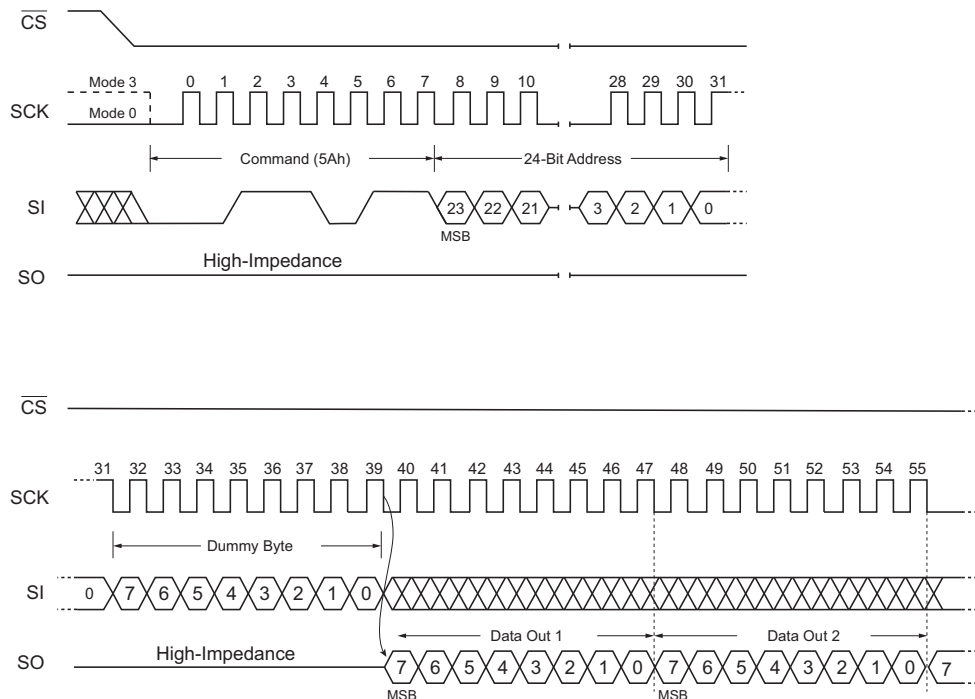 CS
Mode 3
0 1 2 3 4 5 6 7 8 9 10 28 29 30 31
SCK
Mode 0
Command (5Ah) 24-Bit Address
SI
23 22 21 3 2 1 0
MSB
High-Impedance
SO
CS
31 32 33 34 35 36 37 38 39 40 41 42 43 44 45 46 47 48 49 50 51 52 53 54 55
SCK
Dummy Byte
SI
0 7 6 5 4 3 2 1 0
Data Out 1 Data Out 2
High-Impedance
SO
7 6 5 4 3 2 1 0 7 6 5 4 3 2 1 0 7
MSB MSB